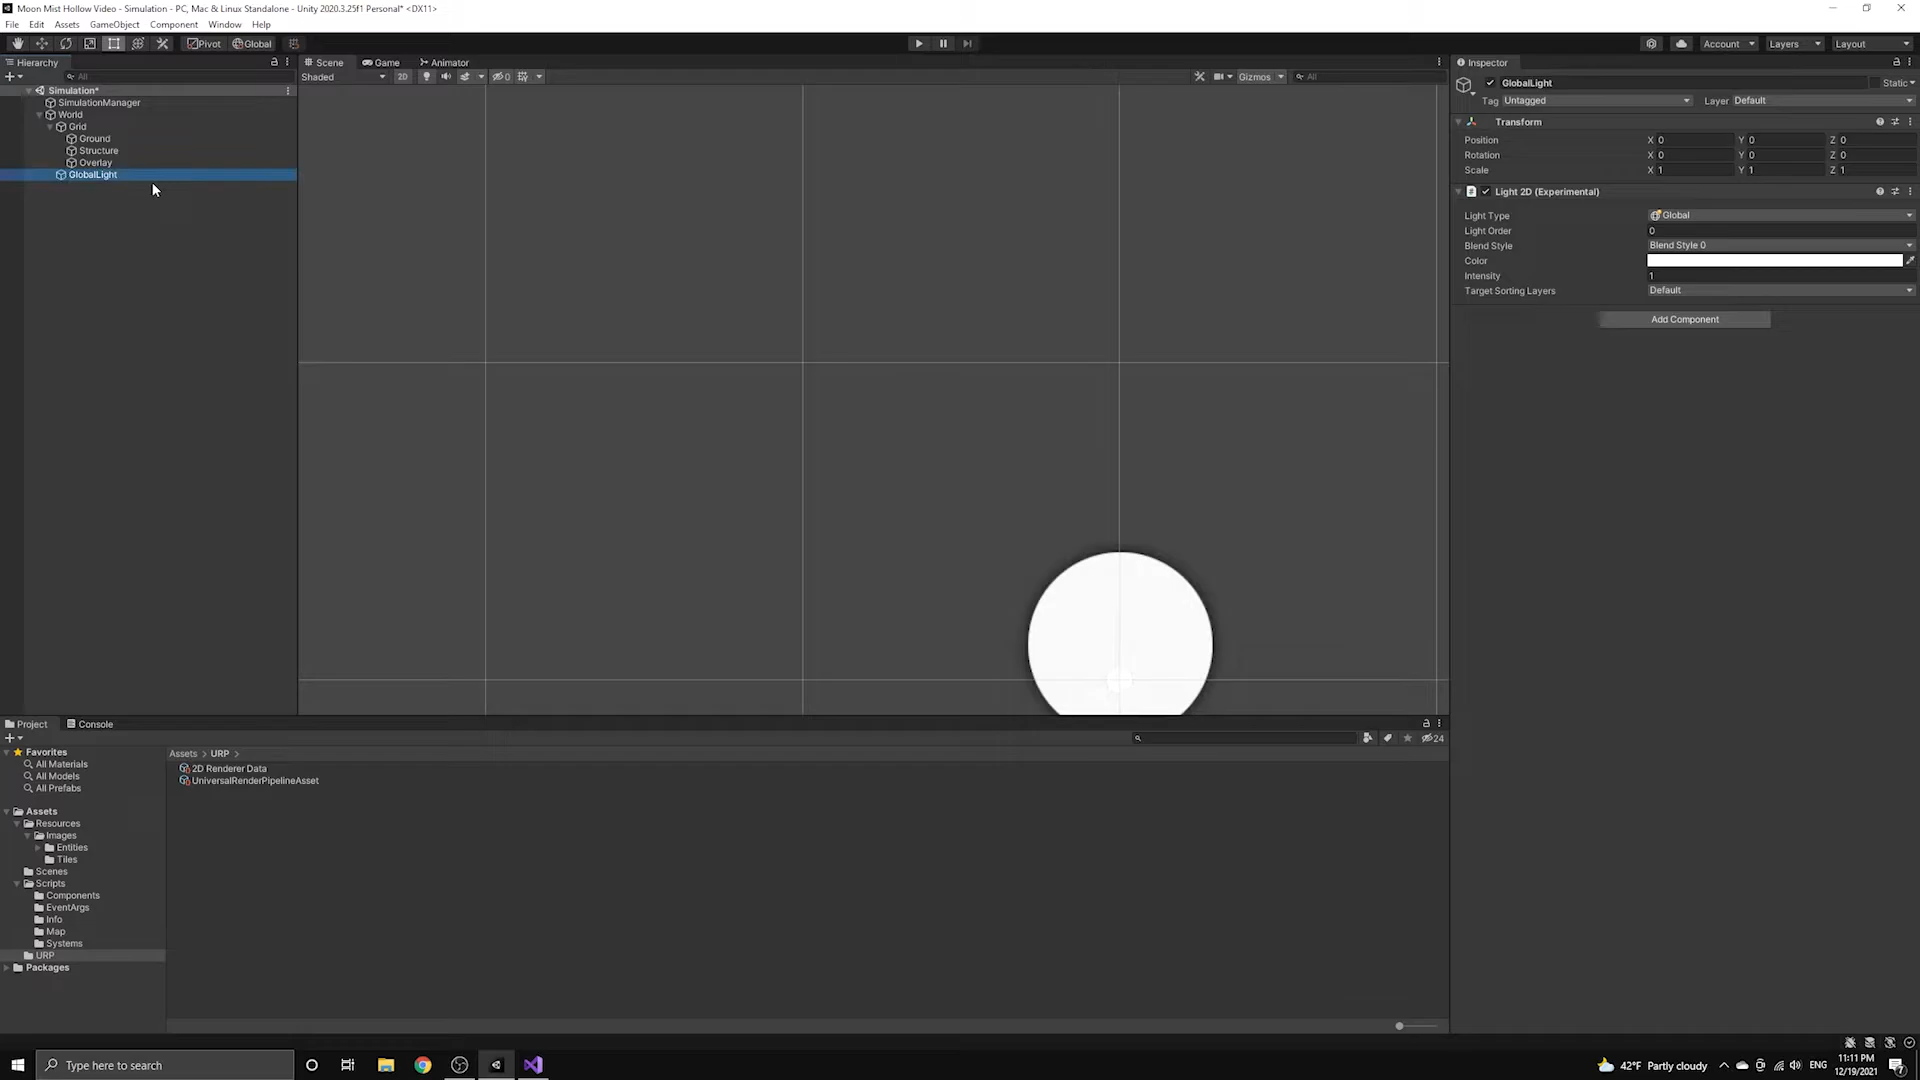 Moon Mist Hollow Video - Simulation - PC, Mac & Linux Standalone - Unity 2020.3.25f1 Personal* <DX11>
File Edit Assets GameObject Component Window Help
Pivot Global
Account Layers Layout
Hierarchy
All
Simulation*
SimulationManager
World
Grid
Ground
Structure
Overlay
GlobalLight
Scene Game Animator
Shaded 2D 0 Gizmos All
Inspector
GlobalLight Static
Tag Untagged Layer Default
Transform
Position X 0 Y 0 Z 0
Rotation X 0 Y 0 Z 0
Scale X 1 Y 1 Z 1
Light 2D (Experimental)
Light Type Global
Light Order 0
Blend Style Blend Style 0
Color
Intensity 1
Target Sorting Layers Default
Add Component
Project Console
24
Favorites
All Materials
All Models
All Prefabs
Assets
Resources
Images
Entities
Tiles
Scenes
Scripts
Components
EventArgs
Info
Map
Systems
URP
Packages
Assets > URP >
2D Renderer Data
UniversalRenderPipelineAsset
Type here to search
42°F Partly cloudy ENG
11:11 PM
12/19/2021
7